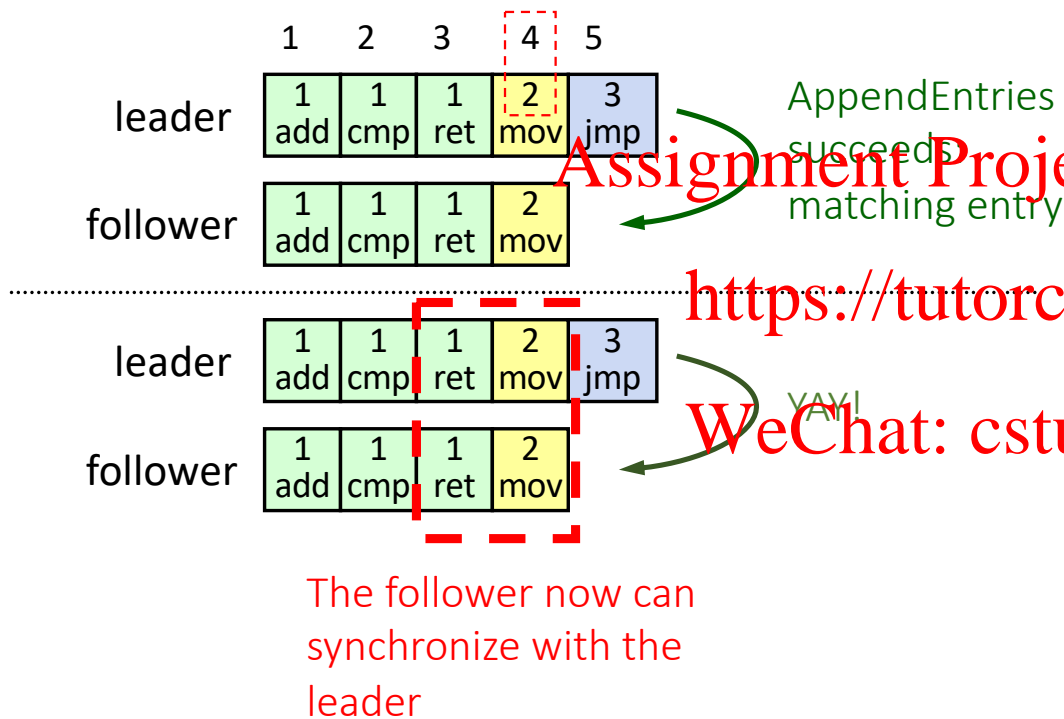 1 2 3 4 5
leader
1 1 1 2 3
add cmp ret mov jmp
AppendEntries
succeeds:
matching entry
Assignment Proje
follower
1 1 1 2
add cmp ret mov
https://tutorc
leader
1 1 1 2 3
add cmp ret mov jmp
YAY!
WeChat: cstu
follower
1 1 1 2
add cmp ret mov
The follower now can
synchronize with the
leader